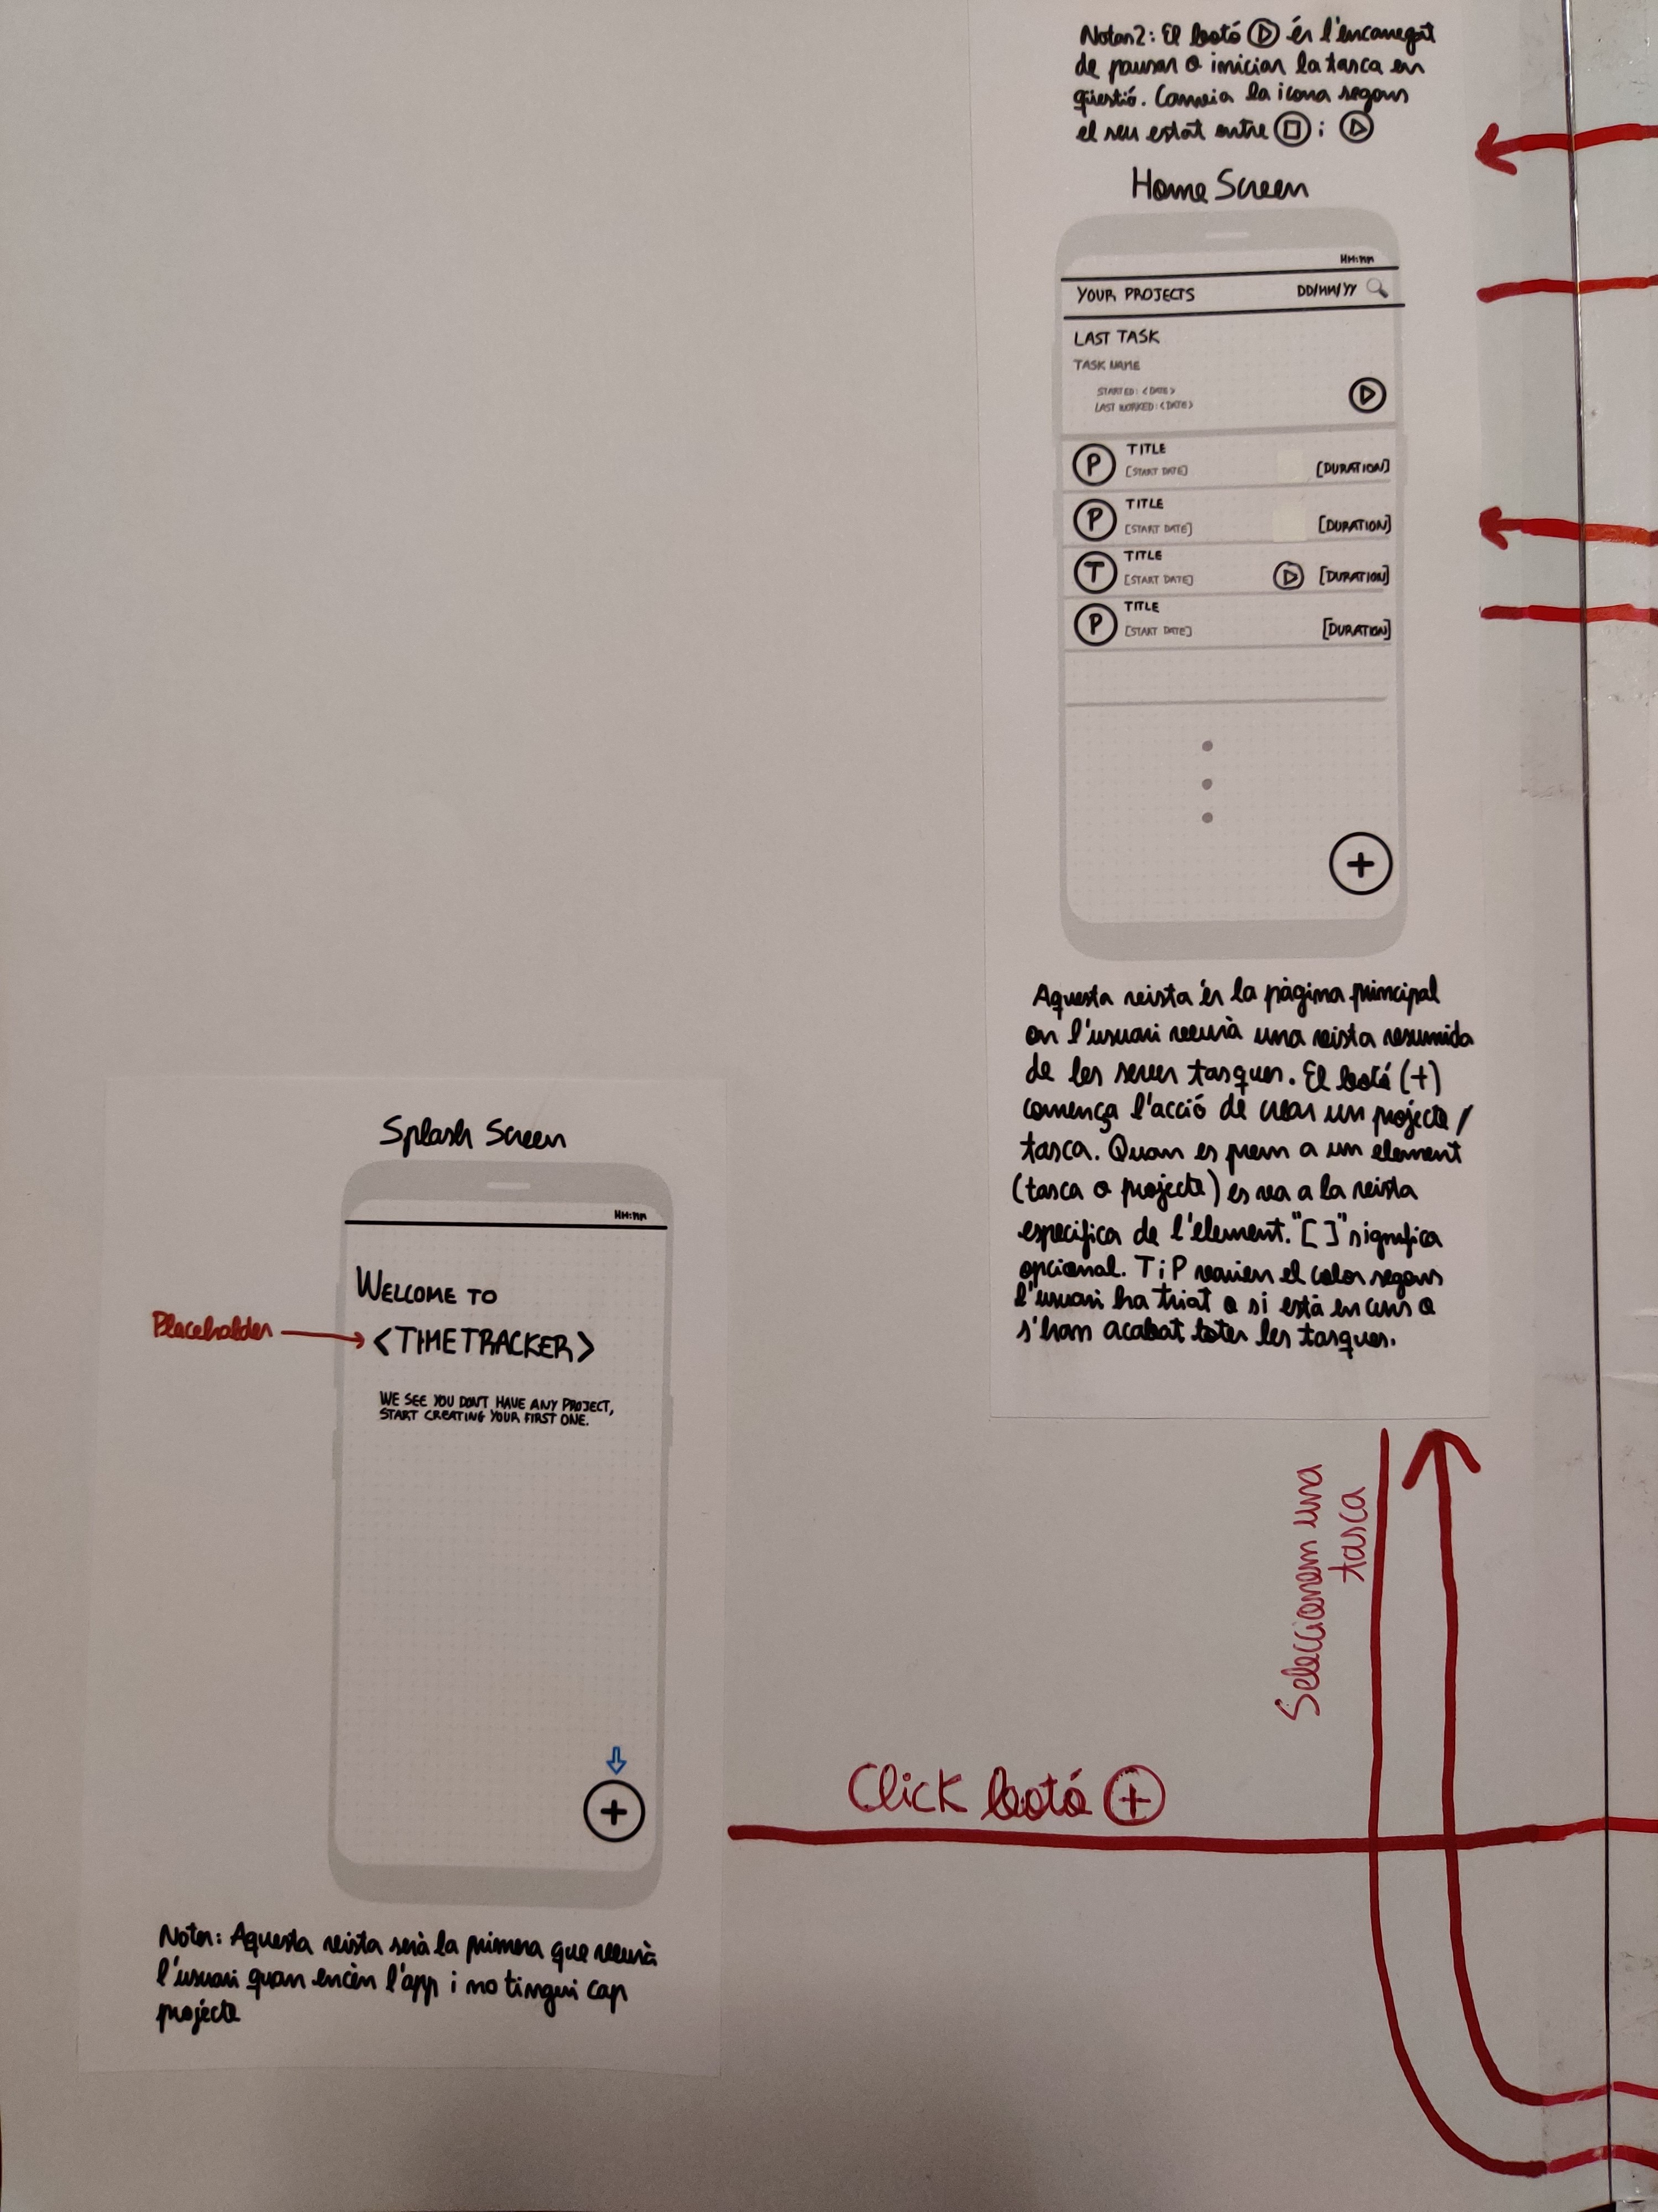 Notas2: El botó ▷ és l'encarregat
de pausar o iniciar la tasca en
qüestió. Canvia la icona segons
el seu estat entre □ i ▷
Home Screen
HH:MM
YOUR PROJECTS DD/MM/YY
LAST TASK
TASK NAME
STARTED: <DATE>
LAST WORKED: <DATE>
P TITLE
[START DATE] [DURATION]
P TITLE
[START DATE] [DURATION]
T TITLE
[START DATE] [DURATION]
P TITLE
[START DATE] [DURATION]
+
Aquesta vista és la pàgina principal
on l'usuari veurà una vista resumida
de les seves tasques. El botó (+)
comença l'acció de crear un projecte/
tasca. Quan es prem a un element
(tasca o projecte) es va a la vista
especifica de l'element. "[ ]" significa
opcional. T i P varien el color segons
l'usuari ha triat o si està en curs o
s'han acabat totes les tasques.
Splash Screen
HH:MM
WELCOME TO
Placeholder
<TIMETRACKER>
WE SEE YOU DON'T HAVE ANY PROJECT,
START CREATING YOUR FIRST ONE.
+
Notes: Aquesta vista serà la primera que veurà
l'usuari quan encèn l'app i no tingui cap
projecte
Seleccionem una
tasca
Click botó +